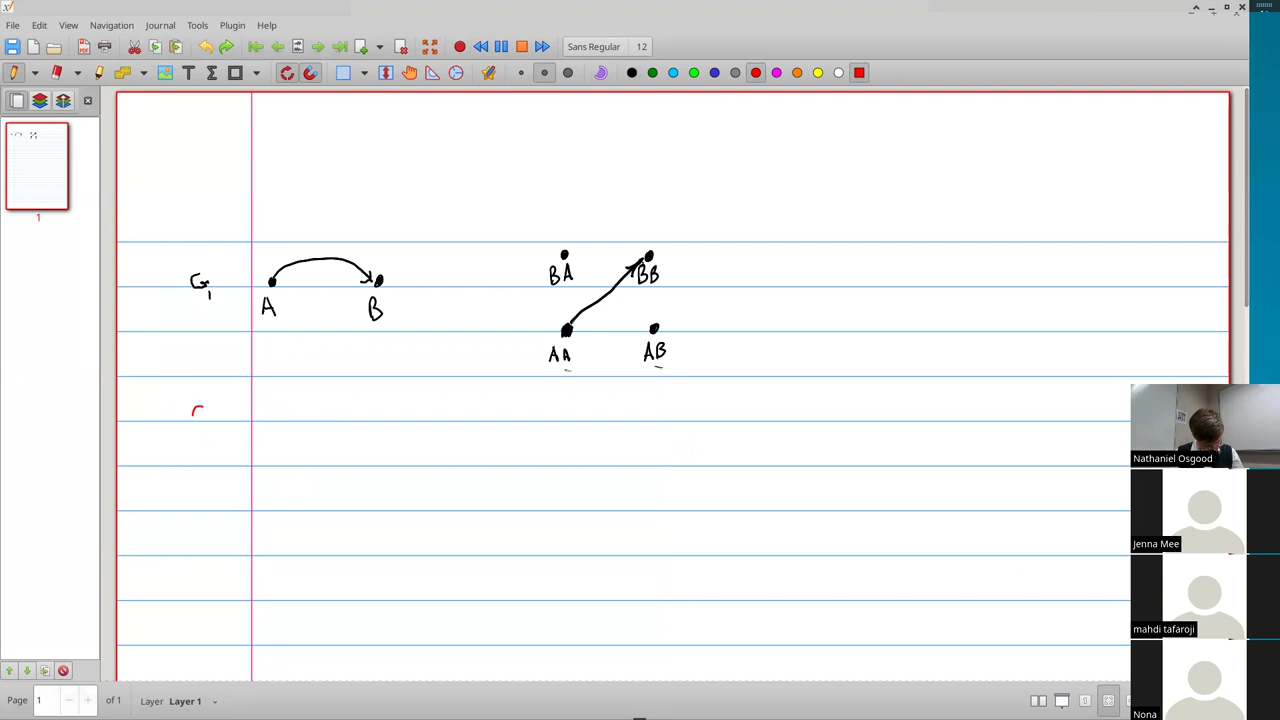 File Edit View Navigation Journal Tools Plugin Help
Sans Regular 12
1
G1 A B
BA BB
AA AB
Nathaniel Osgood
Jenna Mee
mahdi tafaroji
Nona
Page 1 of 1 Layer Layer 1